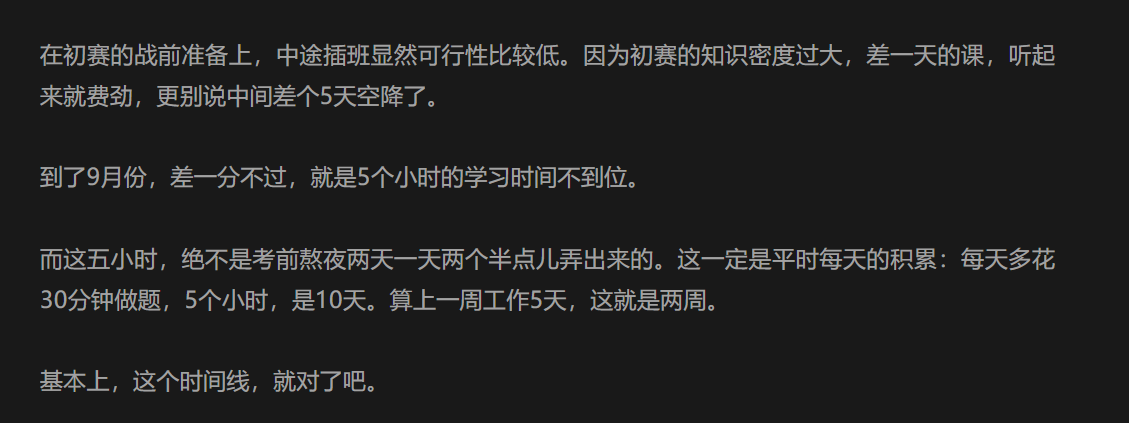 在初赛的战前准备上，中途插班显然可行性比较低。因为初赛的知识密度过大，差一天的课，听起
来就费劲，更别说中间差个5天空降了。
到了9月份，差一分不过，就是5个小时的学习时间不到位。
而这五小时，绝不是考前熬夜两天一天两个半点儿弄出来的。这一定是平时每天的积累：每天多花
30分钟做题，5个小时，是10天。算上一周工作5天，这就是两周。
基本上，这个时间线，就对了吧。